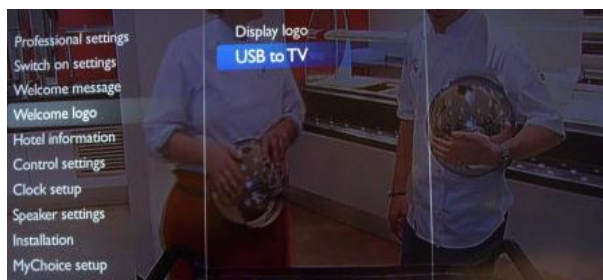 Professional settings
Switch on settings
Welcome message
Welcome logo
Hotel information
Control settings
Clock setup
Speaker settings
Installation
MyChoice setup
Display logo
USB to TV